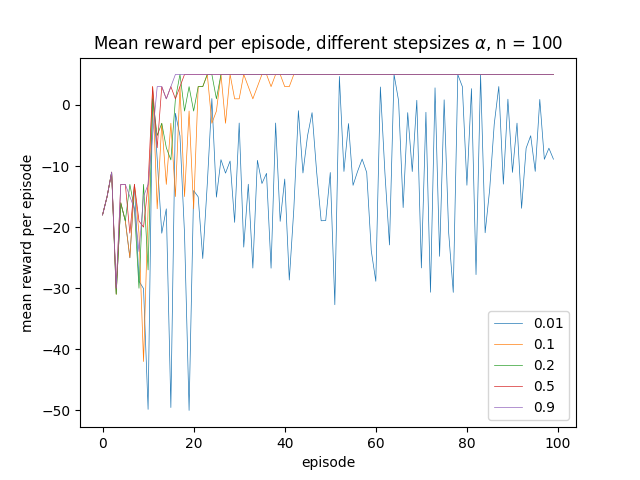 Mean reward per episode, different stepsizes α, n = 100
mean reward per episode
0
−10
−20
−30
−40
−50
0 20 40 60 80 100
episode
0.01
0.1
0.2
0.5
0.9